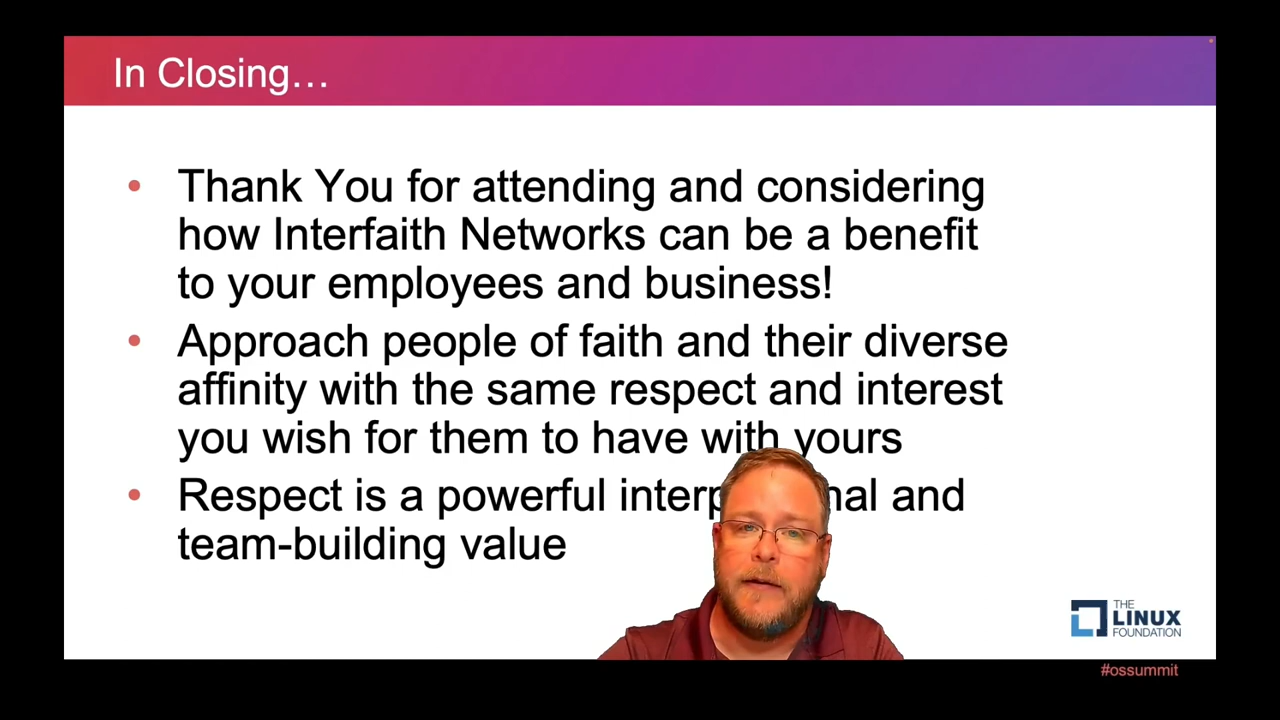 In Closing…
• Thank You for attending and considering
how Interfaith Networks can be a benefit
to your employees and business!
• Approach people of faith and their diverse
affinity with the same respect and interest
you wish for them to have with yours
• Respect is a powerful and
team-building value
THE
LINUX
FOUNDATION
#ossummit